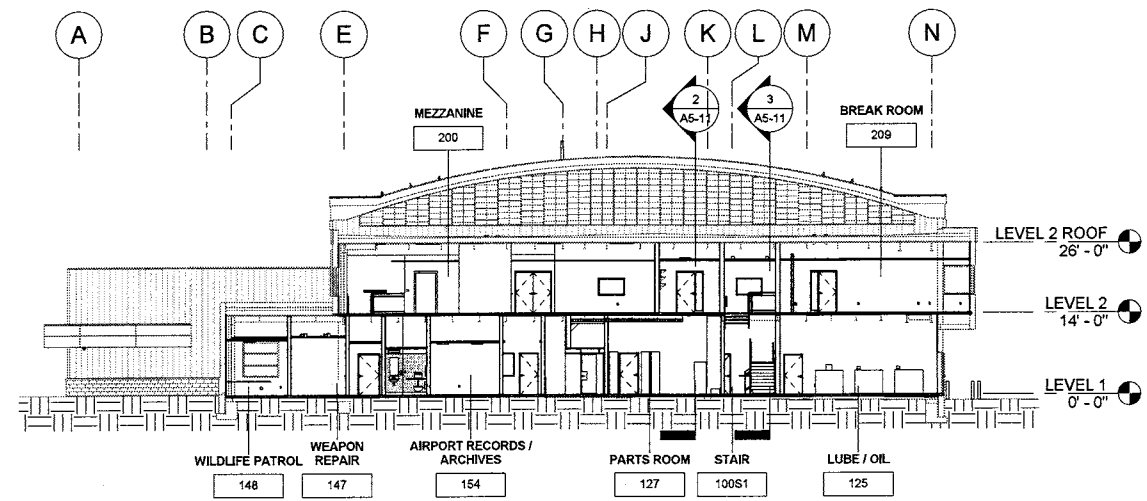 A B C E F G H J K L M N
MEZZANINE
200
2
A5-11
3
A5-11
BREAK ROOM
209
LEVEL 2 ROOF
26' - 0"
LEVEL 2
14' - 0"
LEVEL 1
0' - 0"
WILDLIFE PATROL
148
WEAPON
REPAIR
147
AIRPORT RECORDS /
ARCHIVES
154
PARTS ROOM
127
STAIR
100S1
LUBE / OIL
125